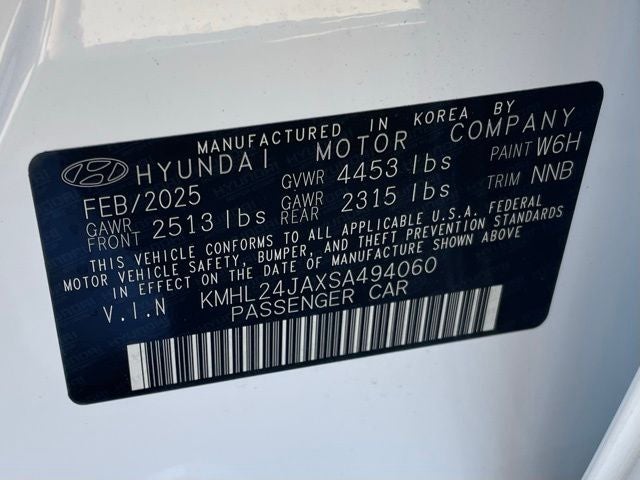 MANUFACTURED IN KOREA BY
HYUNDAI MOTOR COMPANY
FEB/2025 GVWR 4453 lbs PAINT W6H
GAWR FRONT 2513 lbs GAWR REAR 2315 lbs TRIM NNB
THIS VEHICLE CONFORMS TO ALL APPLICABLE U.S.A. FEDERAL
MOTOR VEHICLE SAFETY, BUMPER, AND THEFT PREVENTION STANDARDS
IN EFFECT ON THE DATE OF MANUFACTURE SHOWN ABOVE
V.I.N KMHL24JAXSA494060
PASSENGER CAR